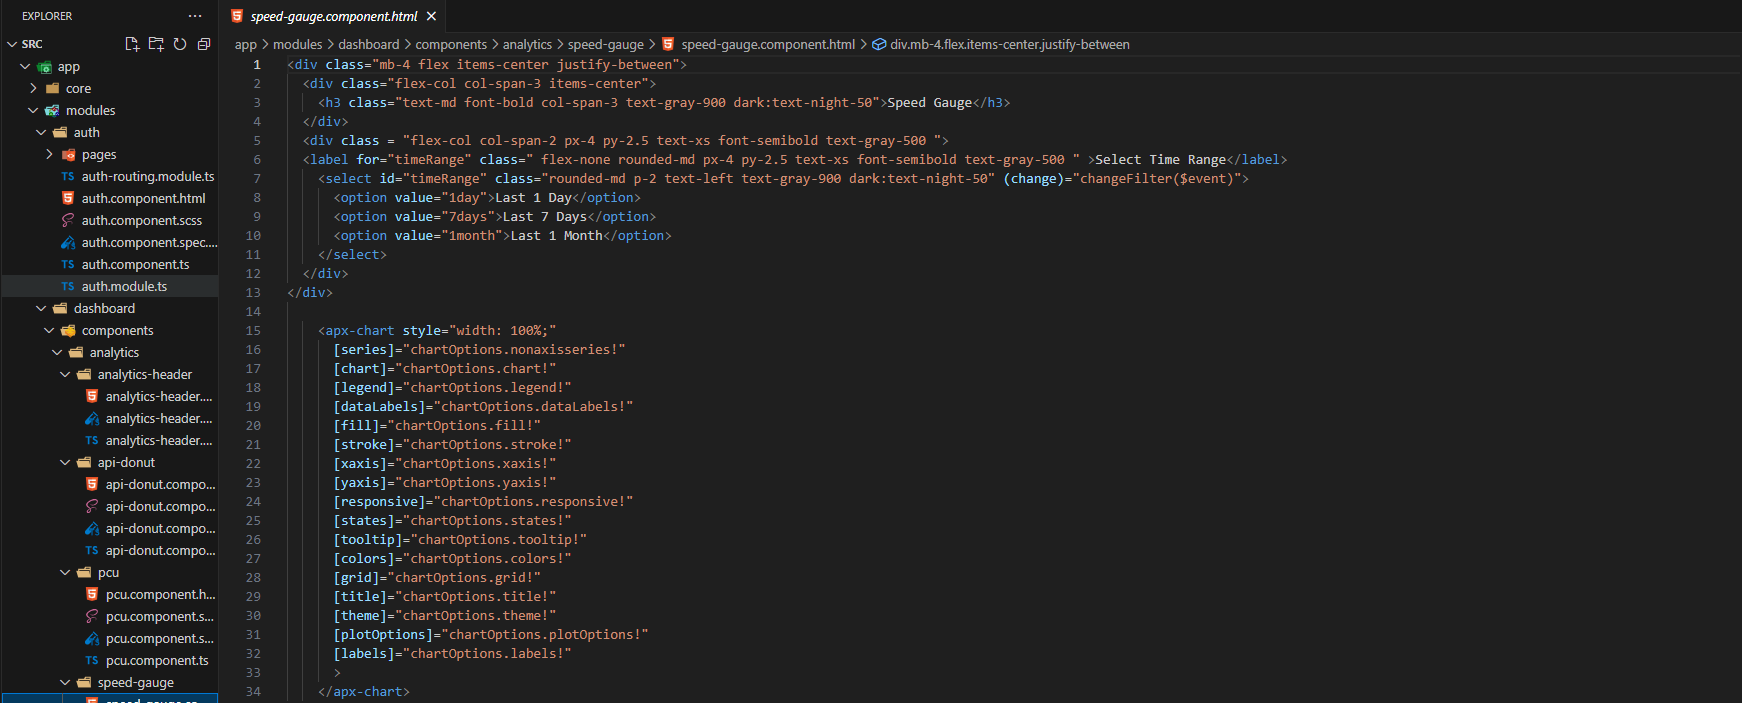 EXPLORER
SRC
app
core
modules
auth
pages
TS auth-routing.module.ts
auth.component.html
auth.component.scss
auth.component.spec....
TS auth.component.ts
TS auth.module.ts
dashboard
components
analytics
analytics-header
analytics-header....
analytics-header....
TS analytics-header....
api-donut
api-donut.compo...
api-donut.compo...
api-donut.compo...
TS api-donut.compo...
pcu
pcu.component.h...
pcu.component.s...
pcu.component.s...
TS pcu.component.ts
speed-gauge
speed-gauge.component.html
app > modules > dashboard > components > analytics > speed-gauge > speed-gauge.component.html > div.mb-4.flex.items-center.justify-between
1 <div class="mb-4 flex items-center justify-between">
2 <div class="flex-col col-span-3 items-center">
3 <h3 class="text-md font-bold col-span-3 text-gray-900 dark:text-night-50">Speed Gauge</h3>
4 </div>
5 <div class = "flex-col col-span-2 px-4 py-2.5 text-xs font-semibold text-gray-500 ">
6 <label for="timeRange" class=" flex-none rounded-md px-4 py-2.5 text-xs font-semibold text-gray-500 " >Select Time Range</label>
7 <select id="timeRange" class="rounded-md p-2 text-left text-gray-900 dark:text-night-50" (change)="changeFilter($event)">
8 <option value="1day">Last 1 Day</option>
9 <option value="7days">Last 7 Days</option>
10 <option value="1month">Last 1 Month</option>
11 </select>
12 </div>
13 </div>
14
15 <apx-chart style="width: 100%;"
16 [series]="chartOptions.nonaxisseries!"
17 [chart]="chartOptions.chart!"
18 [legend]="chartOptions.legend!"
19 [dataLabels]="chartOptions.dataLabels!"
20 [fill]="chartOptions.fill!"
21 [stroke]="chartOptions.stroke!"
22 [xaxis]="chartOptions.xaxis!"
23 [yaxis]="chartOptions.yaxis!"
24 [responsive]="chartOptions.responsive!"
25 [states]="chartOptions.states!"
26 [tooltip]="chartOptions.tooltip!"
27 [colors]="chartOptions.colors!"
28 [grid]="chartOptions.grid!"
29 [title]="chartOptions.title!"
30 [theme]="chartOptions.theme!"
31 [plotOptions]="chartOptions.plotOptions!"
32 [labels]="chartOptions.labels!"
33 >
34 </apx-chart>